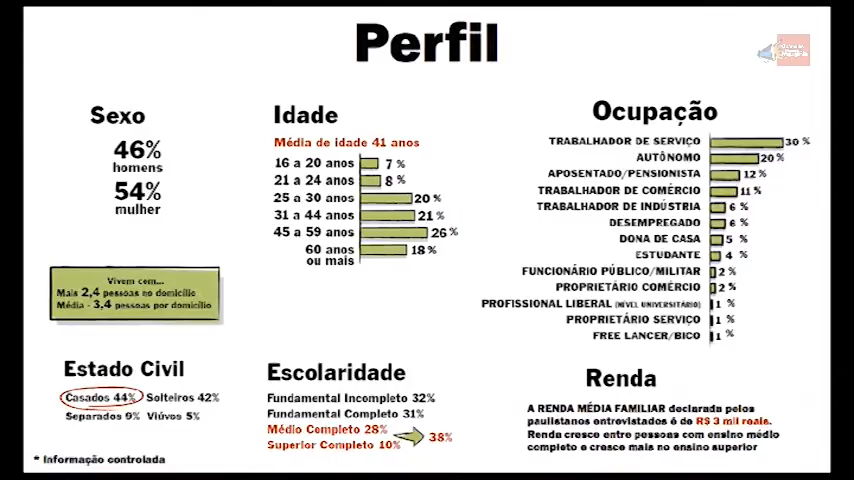 Perfil
Sexo
46%
homens
54%
mulher
Vivem com...
Mais 2,4 pessoas no domicílio
Média - 3,4 pessoas por domicílio
Idade
Média de idade 41 anos
16 a 20 anos 7 %
21 a 24 anos 8 %
25 a 30 anos 20 %
31 a 44 anos 21 %
45 a 59 anos 26 %
60 anos
ou mais 18 %
Ocupação
TRABALHADOR DE SERVIÇO 30 %
AUTÔNOMO 20 %
APOSENTADO/PENSIONISTA 12 %
TRABALHADOR DE COMÉRCIO 11 %
TRABALHADOR DE INDÚSTRIA 6 %
DESEMPREGADO 6 %
DONA DE CASA 5 %
ESTUDANTE 4 %
FUNCIONÁRIO PÚBLICO/MILITAR 2 %
PROPRIETÁRIO COMÉRCIO 2 %
PROFISSIONAL LIBERAL (NÍVEL UNIVERSITÁRIO) 1 %
PROPRIETÁRIO SERVIÇO 1 %
FREE LANCER/BICO 1 %
Estado Civil
Casados 44% Solteiros 42%
Separados 9% Viúvos 5%
* Informação controlada
Escolaridade
Fundamental Incompleto 32%
Fundamental Completo 31%
Médio Completo 28%
Superior Completo 10%
38%
Renda
A RENDA MÉDIA FAMILIAR declarada pelos
paulistanos entrevistados é de R$ 3 mil reais.
Renda cresce entre pessoas com ensino médio
completo e cresce mais no ensino superior